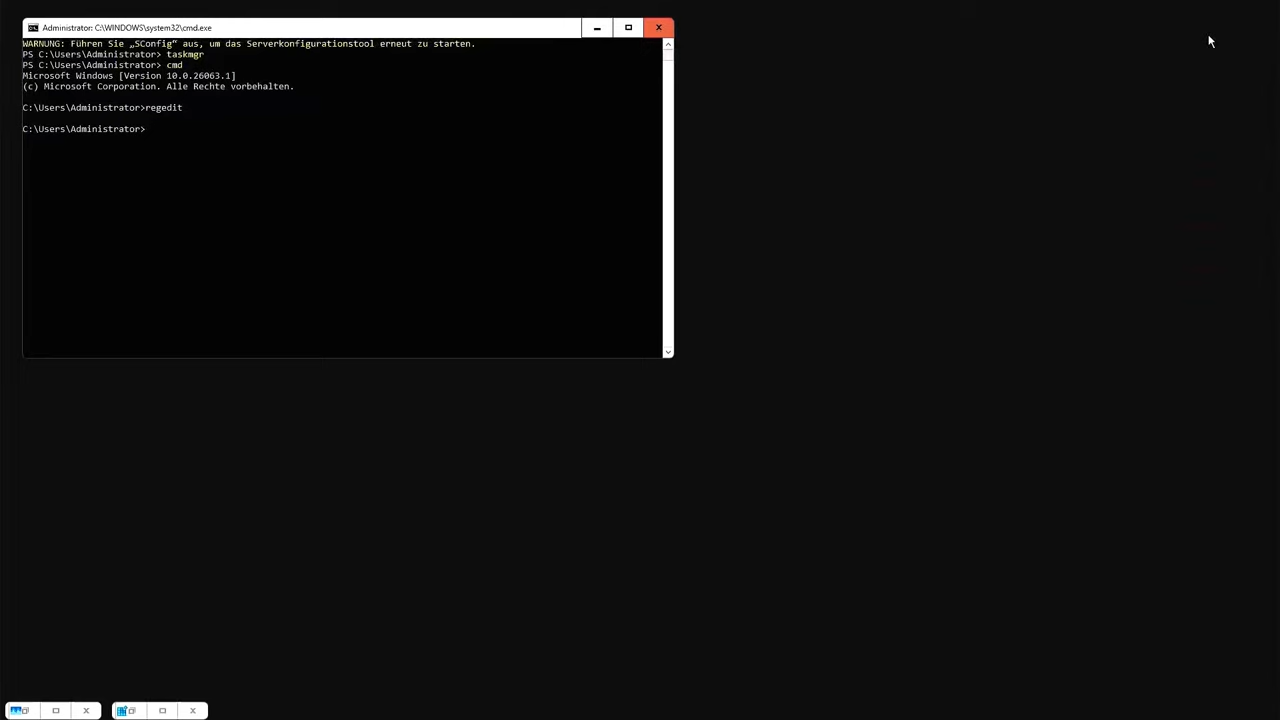 Administrator: C:\WINDOWS\system32\cmd.exe
WARNUNG: Führen Sie „SConfig“ aus, um das Serverkonfigurationstool erneut zu starten.
PS C:\Users\Administrator> taskmgr
PS C:\Users\Administrator> cmd
Microsoft Windows [Version 10.0.26063.1]
(c) Microsoft Corporation. Alle Rechte vorbehalten.
C:\Users\Administrator>regedit
C:\Users\Administrator>